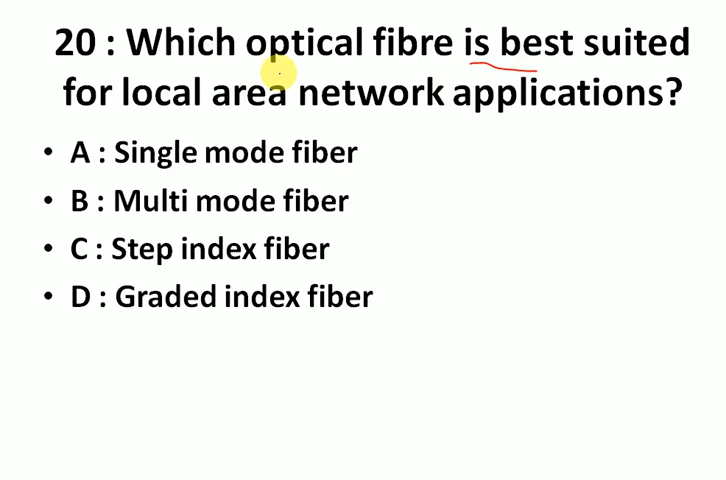 20 : Which optical fibre is best suited
for local area network applications?
• A : Single mode fiber
• B : Multi mode fiber
• C : Step index fiber
• D : Graded index fiber